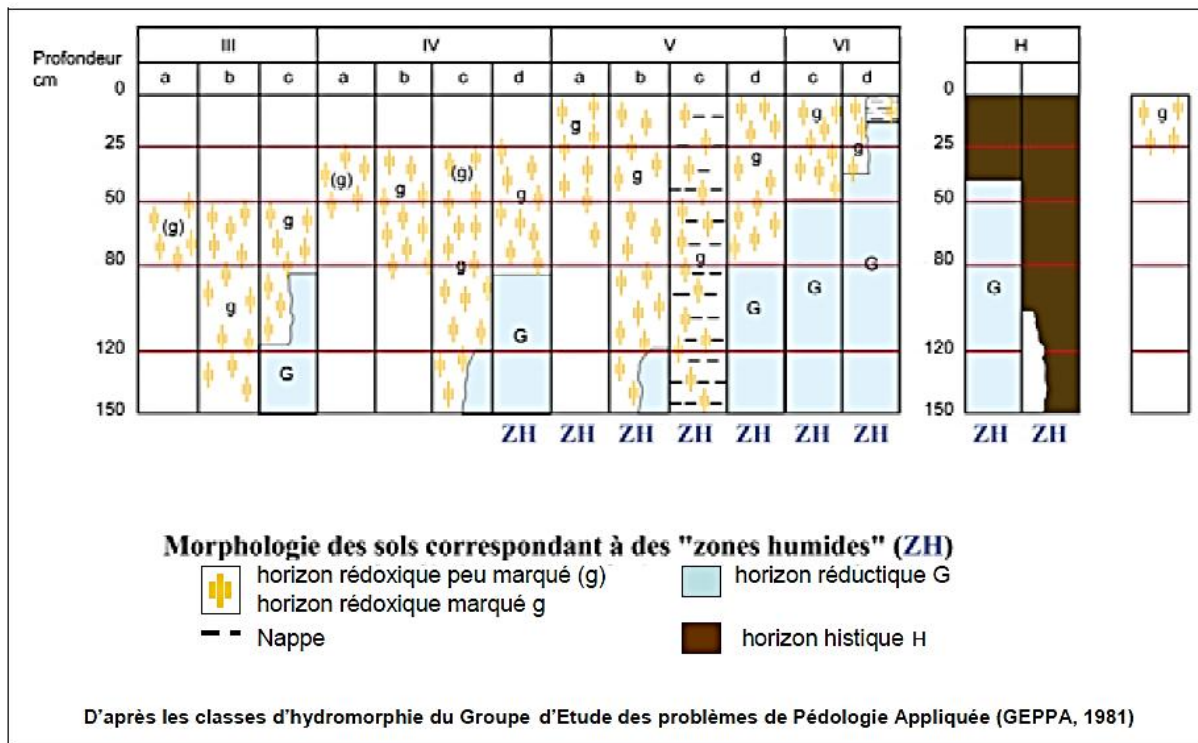 III IV V VI H
Profondeur
cm
a b c a b c d a b c d c d
0 0
g g g g
25 25
(g) g (g) g g g g
50 50
(g) g g g
80 g 80
g G G G G
120 G 120
G
150 150
ZH ZH ZH ZH ZH ZH ZH ZH ZH
Morphologie des sols correspondant à des "zones humides" (ZH)
horizon rédoxique peu marqué (g) horizon réductique G
horizon rédoxique marqué g
Nappe horizon histique H
D'après les classes d'hydromorphie du Groupe d'Etude des problèmes de Pédologie Appliquée (GEPPA, 1981)